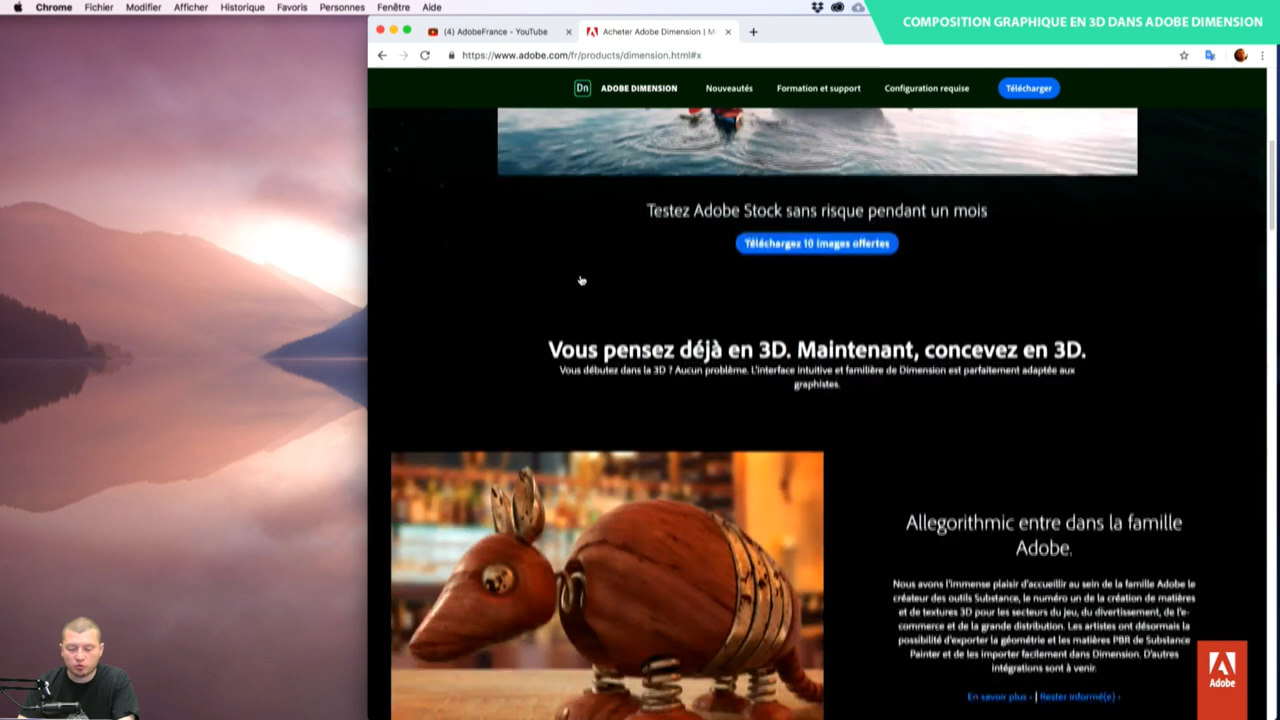 Chrome Fichier Modifier Afficher Historique Favoris Personnes Fenêtre Aide
COMPOSITION GRAPHIQUE EN 3D DANS ADOBE DIMENSION
(4) AdobeFrance - YouTube
Acheter Adobe Dimension | M
https://www.adobe.com/fr/products/dimension.html#x
Dn ADOBE DIMENSION Nouveautés Formation et support Configuration requise Télécharger
Testez Adobe Stock sans risque pendant un mois
Téléchargez 10 images offertes
Vous pensez déjà en 3D. Maintenant, concevez en 3D.
Vous débutez dans la 3D ? Aucun problème. L'interface intuitive et familière de Dimension est parfaitement adaptée aux
graphistes.
Allegorithmic entre dans la famille
Adobe.
Nous avons l'immense plaisir d'accueillir au sein de la famille Adobe le
créateur des outils Substance, le numéro un de la création de matières
et de textures 3D pour les secteurs du jeu, du divertissement, de l'e-
commerce et de la grande distribution. Les artistes ont désormais la
possibilité d'exporter la géométrie et les matières PBR de Substance
Painter et de les importer facilement dans Dimension. D'autres
intégrations sont à venir.
En savoir plus › | Rester informé(e) ›
Adobe